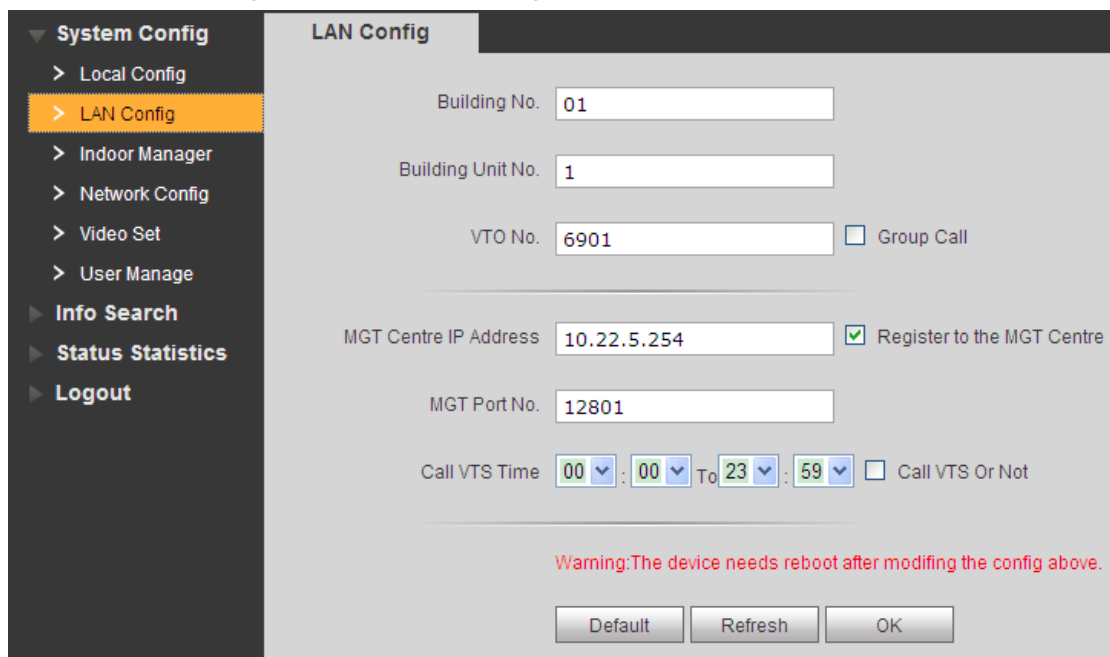 System Config
Local Config
LAN Config
Indoor Manager
Network Config
Video Set
User Manage
Info Search
Status Statistics
Logout
LAN Config
Building No. 01
Building Unit No. 1
VTO No. 6901 Group Call
MGT Centre IP Address 10.22.5.254 Register to the MGT Centre
MGT Port No. 12801
Call VTS Time 00 : 00 To 23 : 59 Call VTS Or Not
Warning:The device needs reboot after modifing the config above.
Default Refresh OK